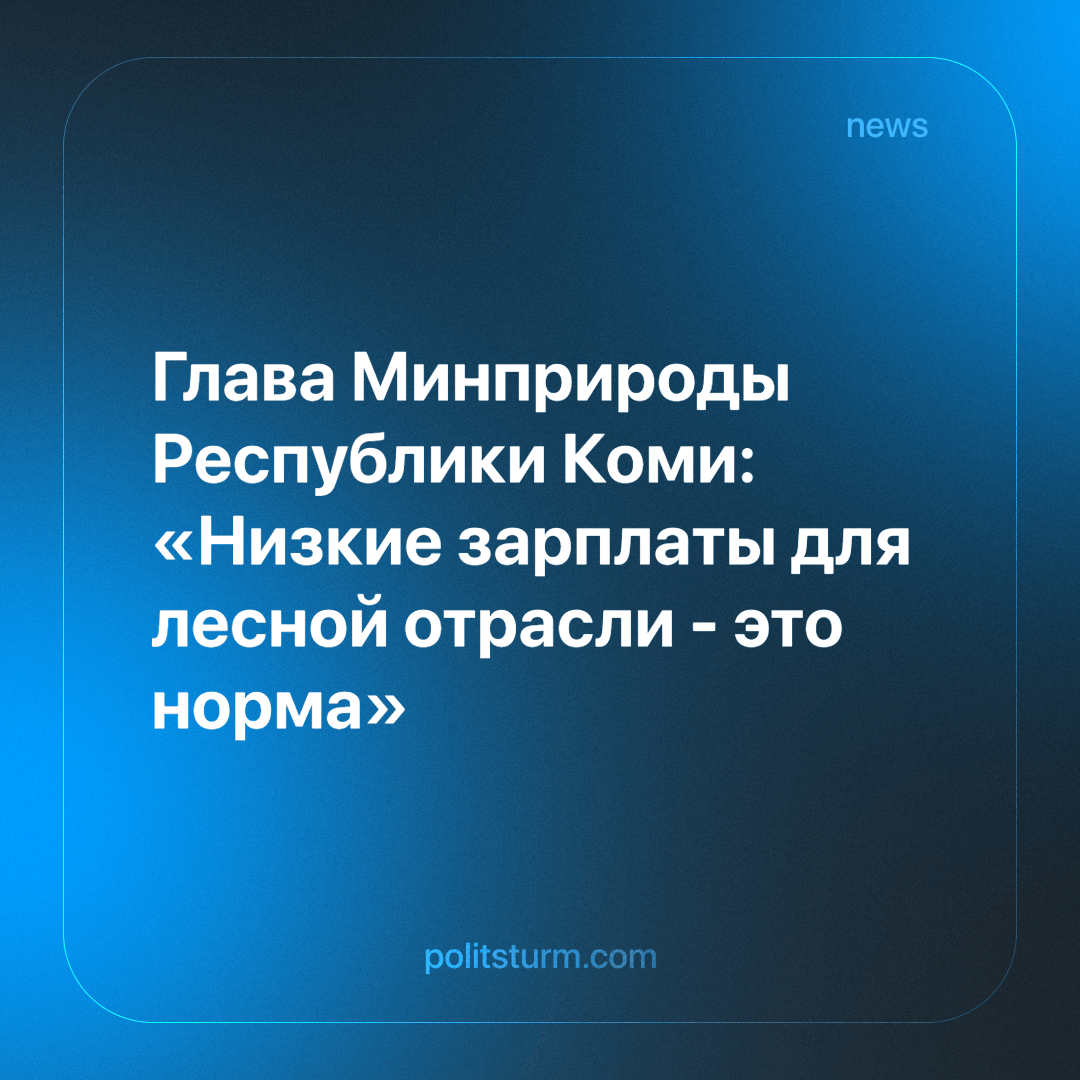 news
Глава Минприроды
Республики Коми:
«Низкие зарплаты для
лесной отрасли - это
норма»
politsturm.com